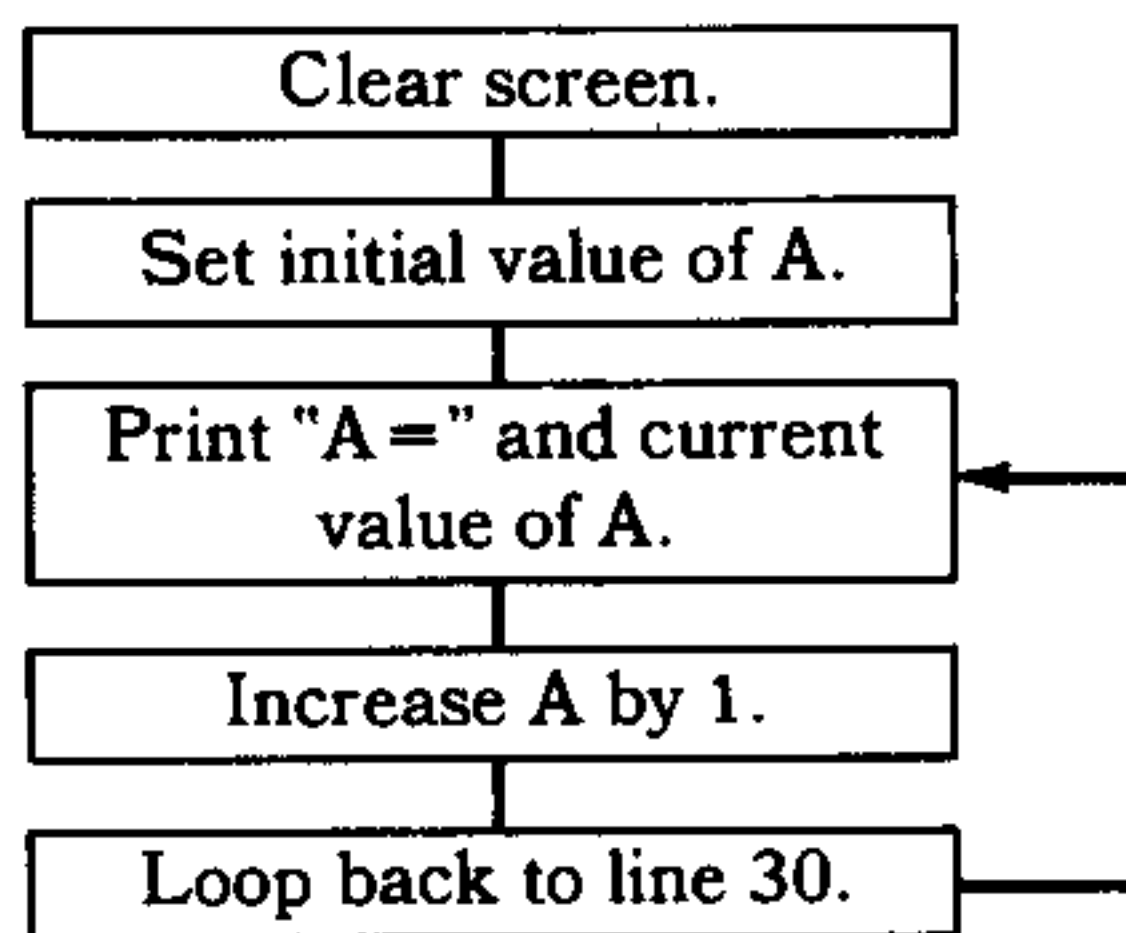 Clear screen.
Set initial value of A.
Print "A=" and current
value of A.
Increase A by 1.
Loop back to line 30.